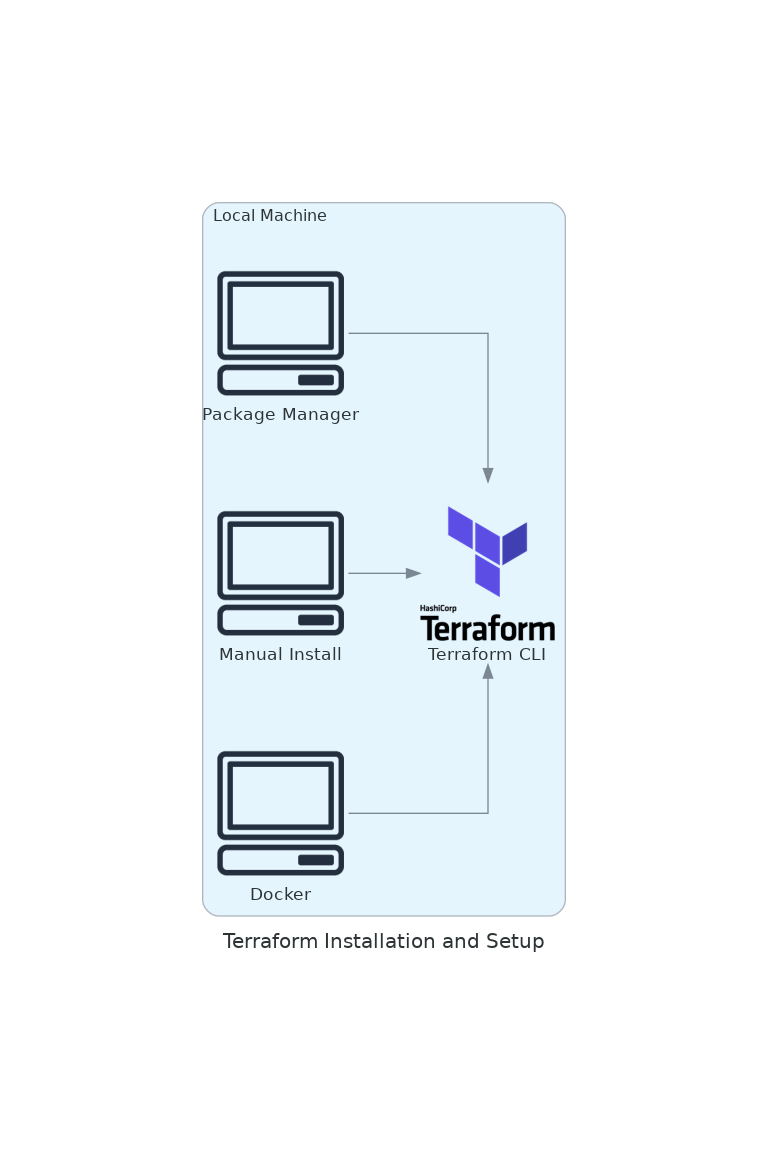 Local Machine
Package Manager
Manual Install
HashiCorp
Terraform
Terraform CLI
Docker
Terraform Installation and Setup